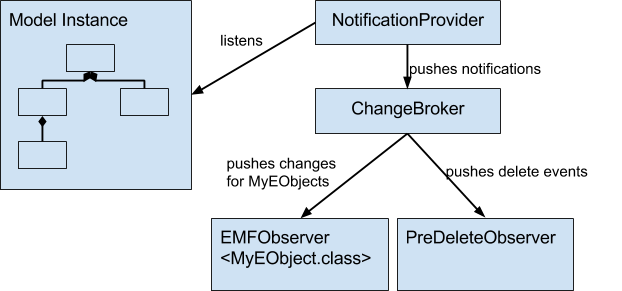 Model Instance
NotificationProvider
listens
pushes notifications
ChangeBroker
pushes changes
for MyEObjects
pushes delete events
EMFObserver
<MyEObject.class>
PreDeleteObserver